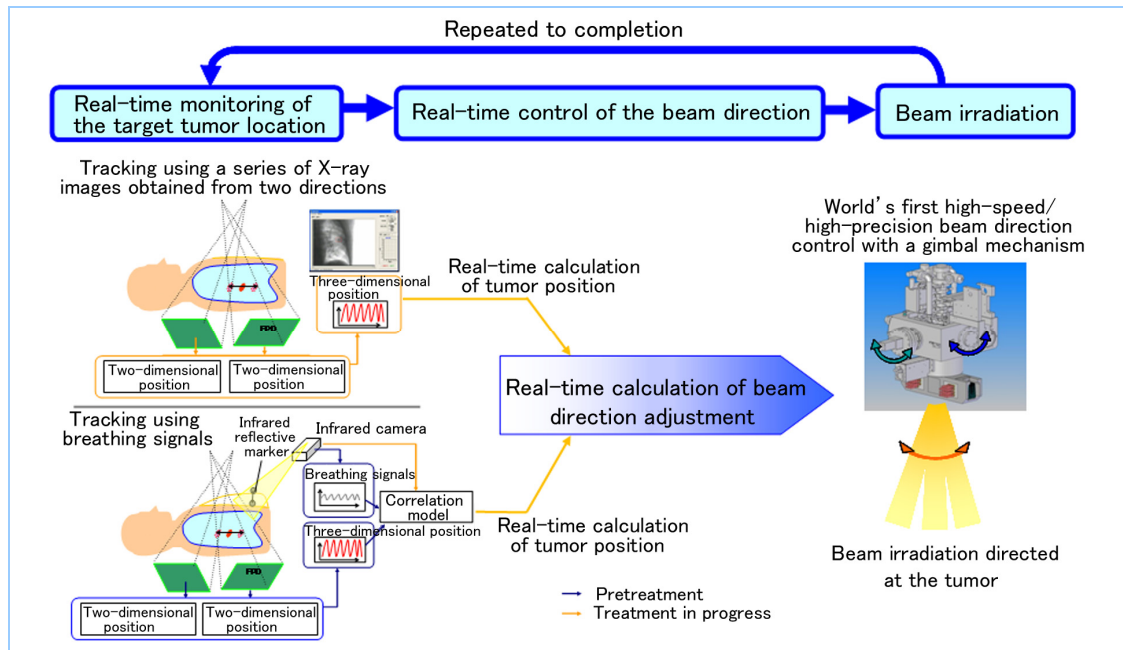 Repeated to completion
Real-time monitoring of
the target tumor location
Real-time control of the beam direction
Beam irradiation
Tracking using a series of X-ray
images obtained from two directions
FPD
Two-dimensional
position
Two-dimensional
position
Three-dimensional
position
Real-time calculation
of tumor position
Tracking using
breathing signals
Infrared
reflective
marker
Infrared camera
Breathing signals
Correlation
model
Three-dimensional position
FPD
Two-dimensional
position
Two-dimensional
position
Real-time calculation
of tumor position
Real-time calculation of beam
direction adjustment
World's first high-speed/
high-precision beam direction
control with a gimbal mechanism
Beam irradiation directed
at the tumor
Pretreatment
Treatment in progress